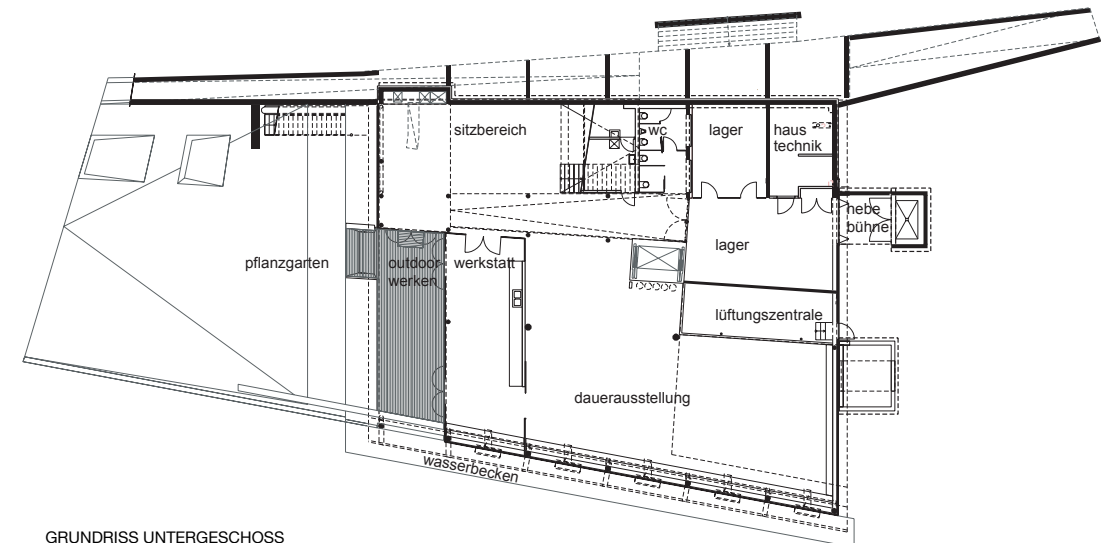 sitzbereich
wc
lager
haus
technik
hebe
bühne
lager
pflanzgarten
outdoor
werken
werkstatt
lüftungszentrale
dauerausstellung
wasserbecken
GRUNDRISS UNTERGESCHOSS